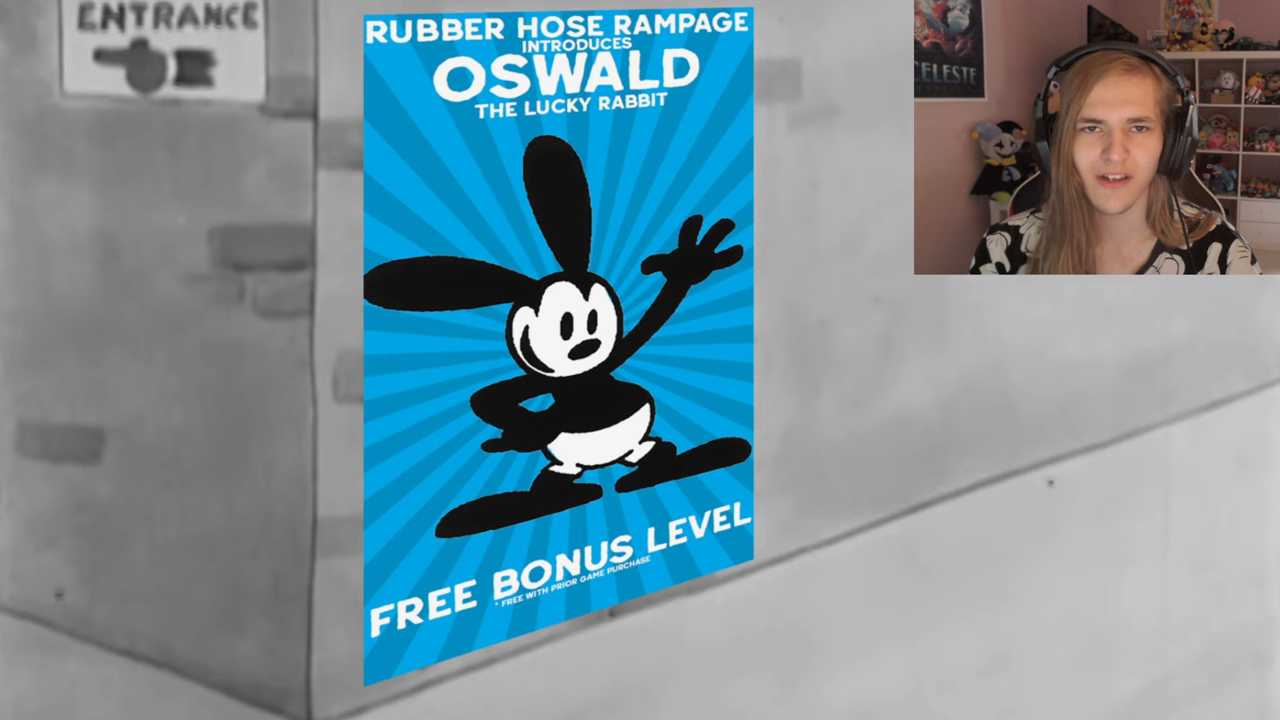 ENTRANCE
RUBBER HOSE RAMPAGE
INTRODUCES
OSWALD
THE LUCKY RABBIT
FREE BONUS LEVEL
* FREE WITH PRIOR GAME PURCHASE
CELESTE